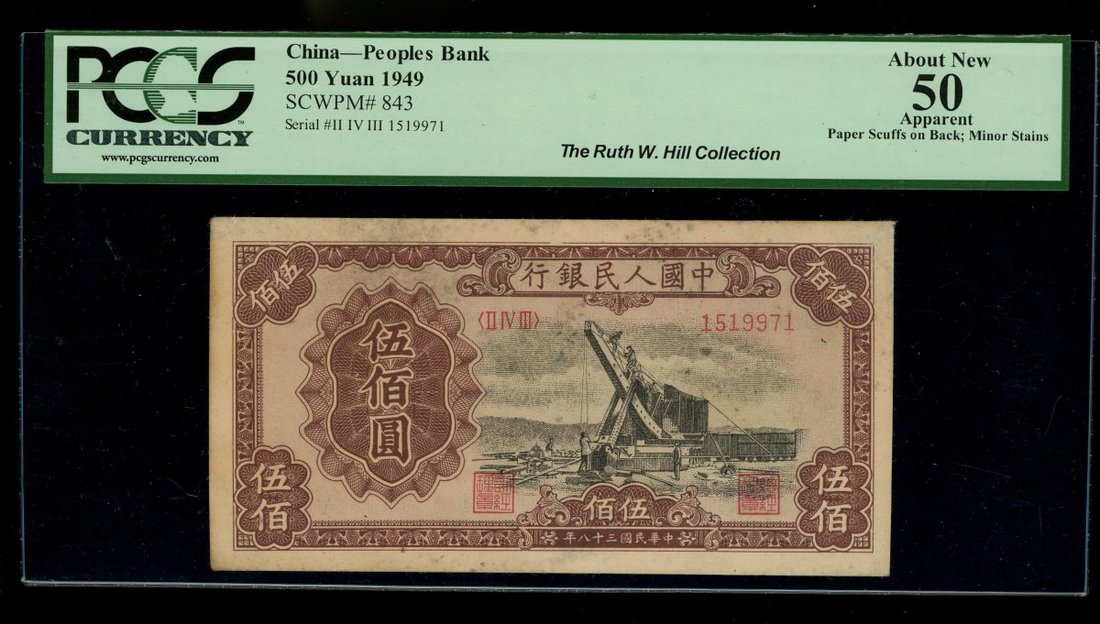 PCGS
CURRENCY™
www.pcgscurrency.com
China—Peoples Bank
500 Yuan 1949
SCWPM# 843
Serial #II IV III 1519971
The Ruth W. Hill Collection
About New
50
Apparent
Paper Scuffs on Back; Minor Stains
行銀民人國中
佰伍
佰伍
〈II IV III〉
1519971
伍佰圓
伍佰
佰伍
伍佰
年八十三國民華中